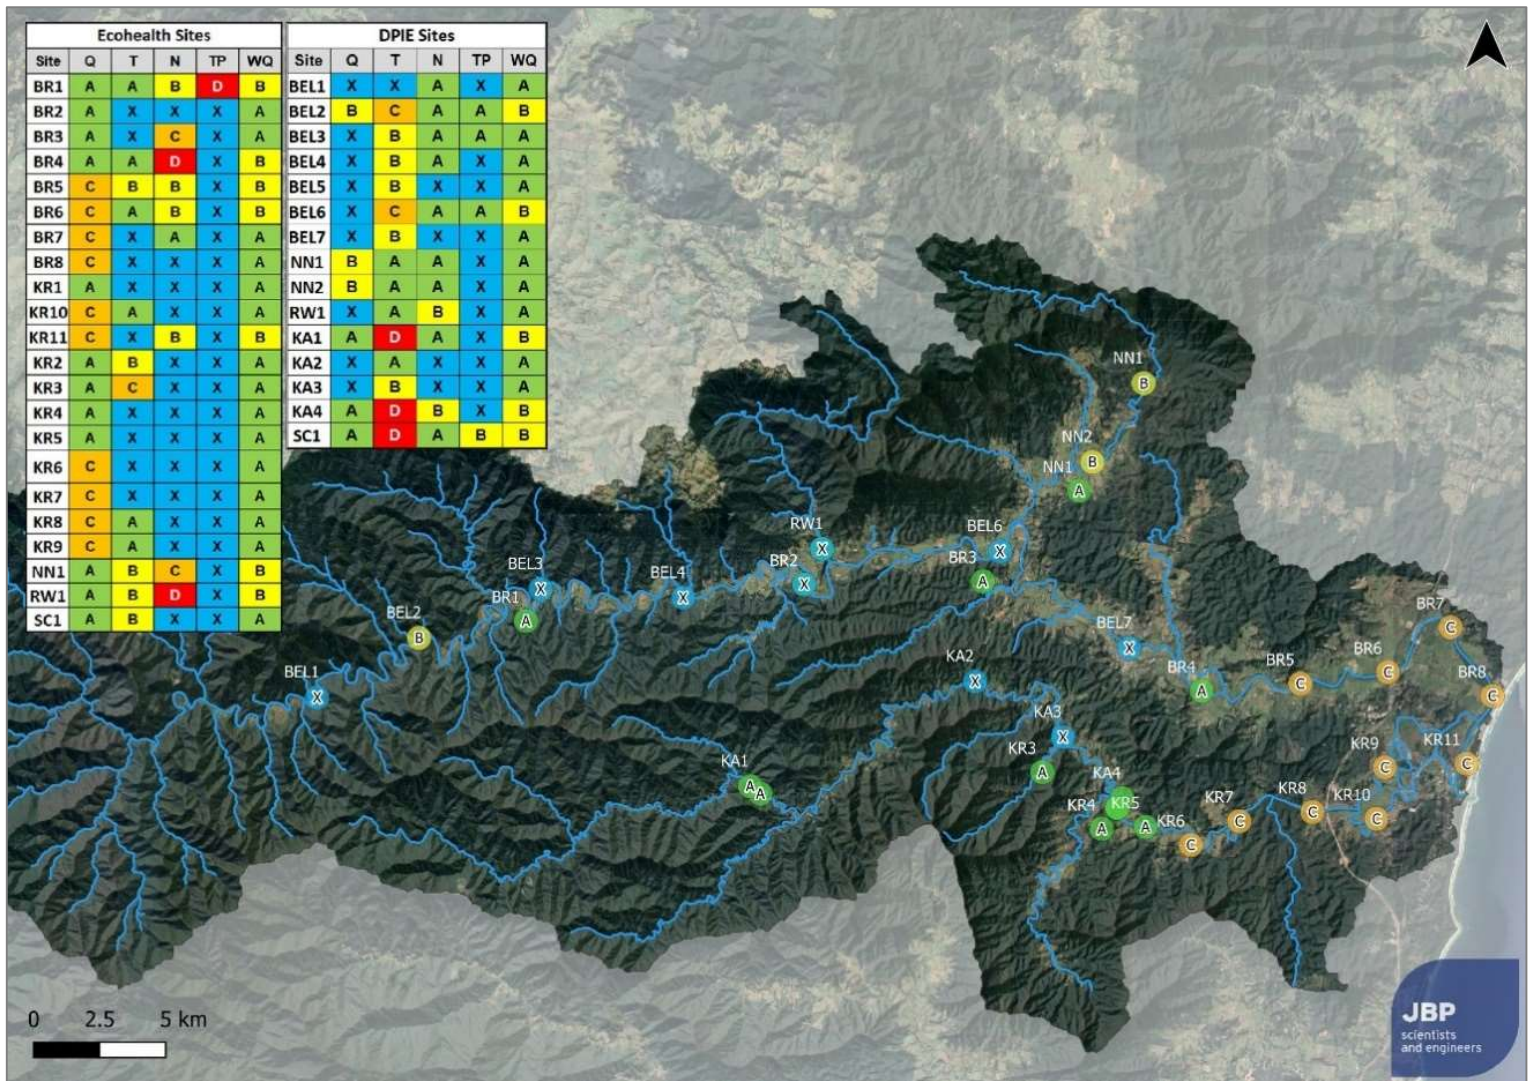 Ecohealth Sites
Site Q T N TP WQ
BR1 A A B D B
BR2 A X X X A
BR3 A X C X A
BR4 A A D X B
BR5 C B B X B
BR6 C A B X B
BR7 C X A X A
BR8 C X X X A
KR1 A X X X A
KR10 C A X X A
KR11 C X B X B
KR2 A B X X A
KR3 A C X X A
KR4 A X X X A
KR5 A X X X A
KR6 C X X X A
KR7 C X X X A
KR8 C A X X A
KR9 C A X X A
NN1 A B C X B
RW1 A B D X B
SC1 A B X X A
DPIE Sites
Site Q T N TP WQ
BEL1 X X A X A
BEL2 B C A A B
BEL3 X B A A A
BEL4 X B A X A
BEL5 X B X X A
BEL6 X C A A B
BEL7 X B X X A
NN1 B A A X A
NN2 B A A X A
RW1 X A B X A
KA1 A D A X B
KA2 X A X X A
KA3 X B X X A
KA4 A D B X B
SC1 A D A B B
NN1
B
NN2
B
NN1
A
RW1
X
BEL6
X
BR2
X
BR3
A
BEL3
X
BEL4
X
BR1
A
BEL2
B
BEL1
X
BEL7
X
BR4
A
BR5
C
BR6
C
BR7
C
BR8
C
KA2
X
KA3
X
KR3
A
KA1
A
A
KA4
KR5
KR4
A
A
KR6
C
KR7
C
KR8
C
KR9
C
KR10
C
KR11
C
0 2.5 5 km
JBP
scientists
and engineers